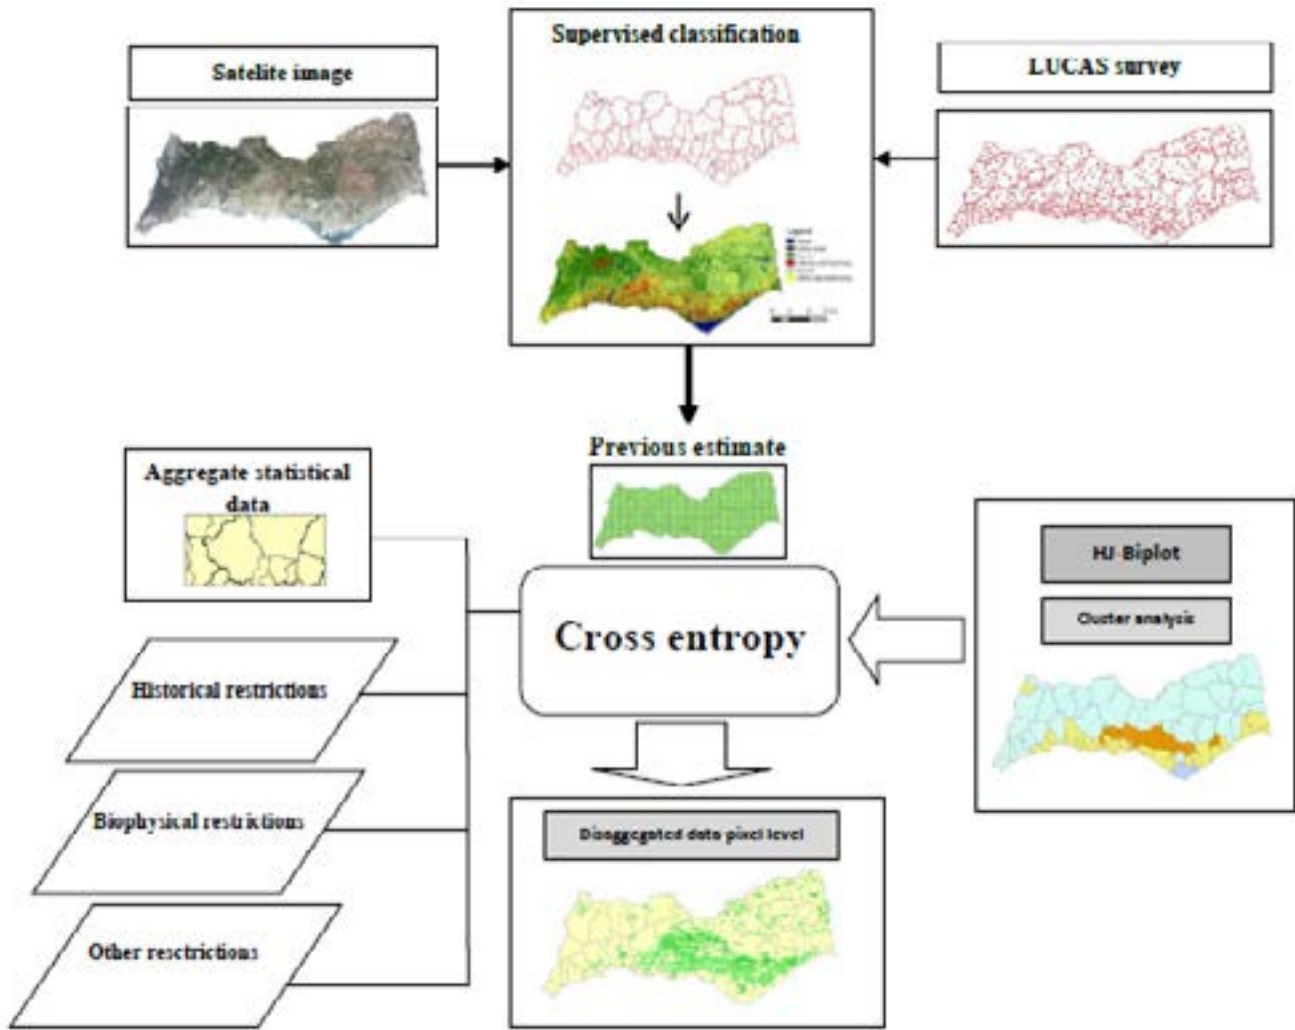 Supervised classification
Satelite image
LUCAS survey
Previous estimate
Aggregate statistical
data
HJ-Biplot
Cluster analysis
Cross entropy
Historical restrictions
Biophysical restrictions
Disaggegated data pixel level
Other resctrictions